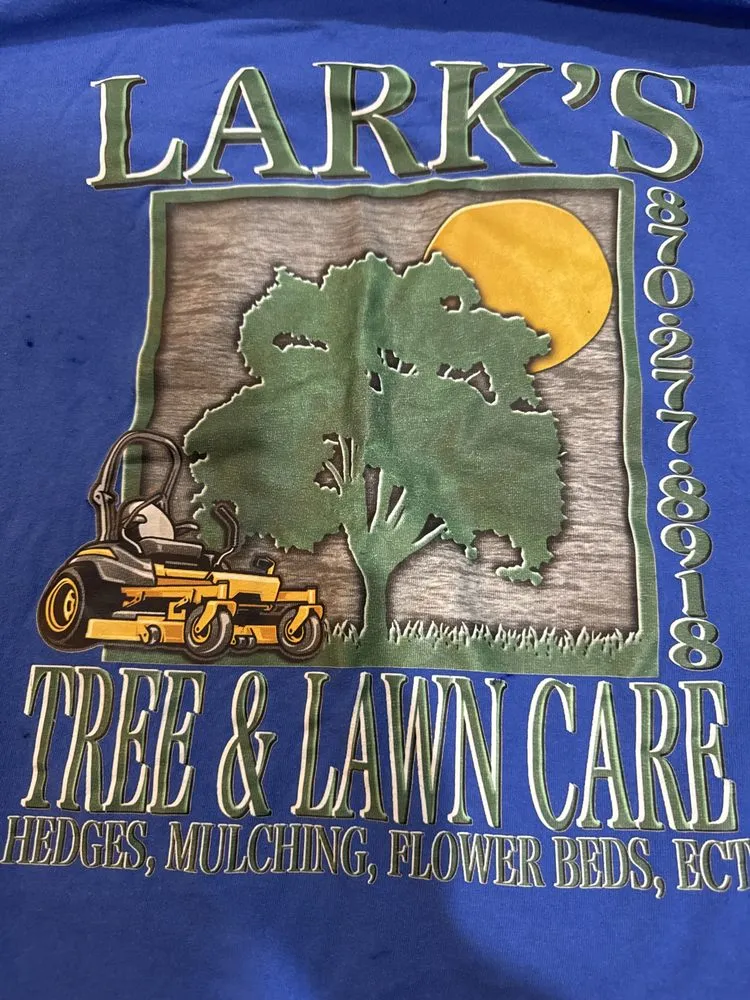 LARK'S
870·277·8918
TREE & LAWN CARE
HEDGES, MULCHING, FLOWER BEDS, ECT